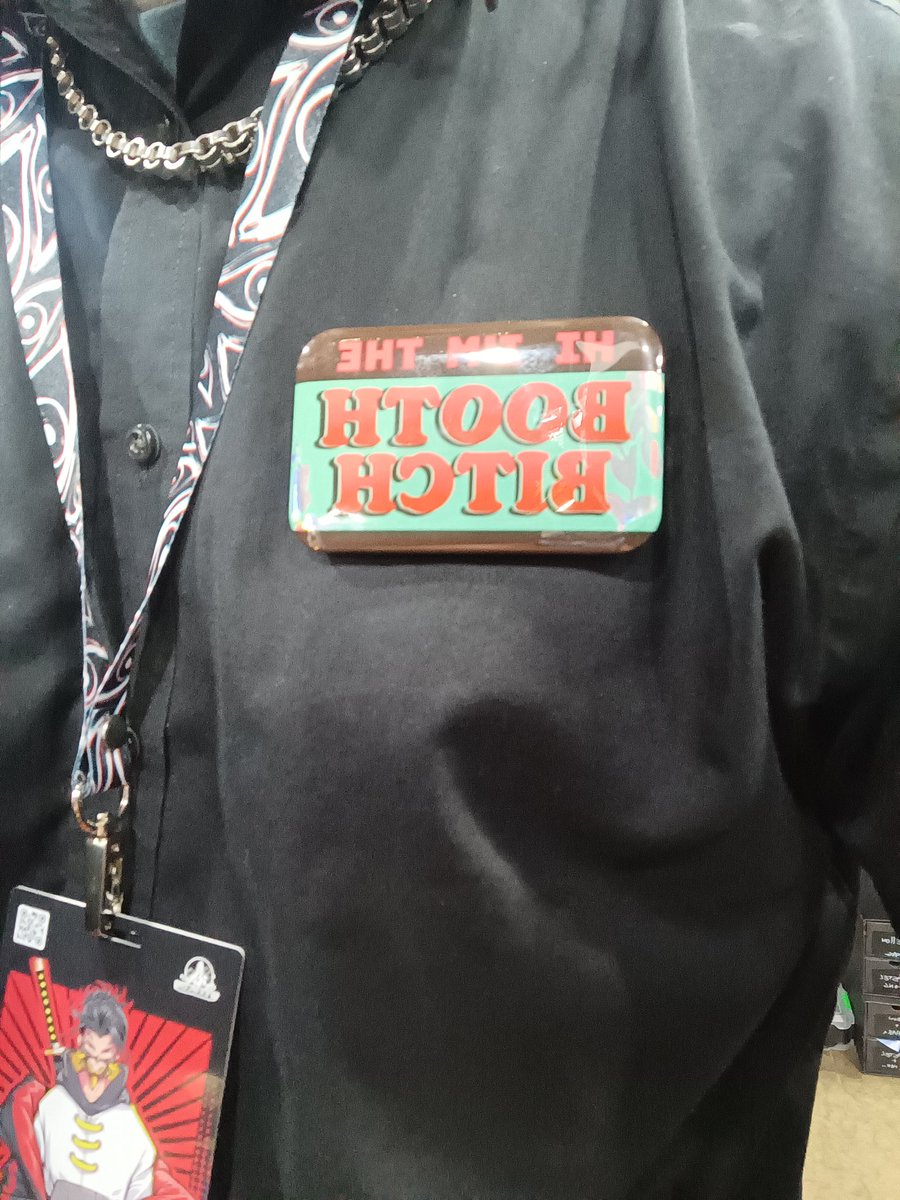 HI I'M THE
BOOTH
BITCH